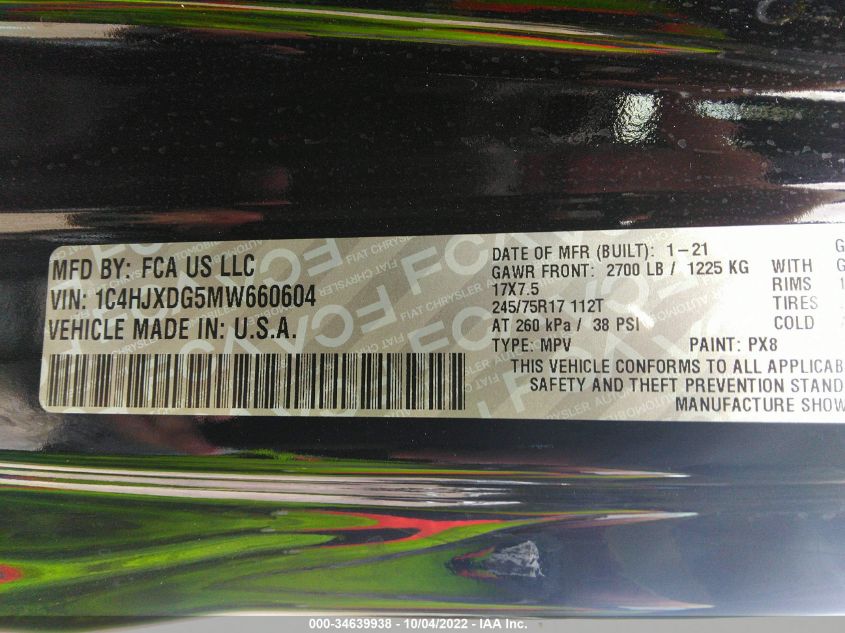 MFD BY: FCA US LLC
VIN: 1C4HJXDG5MW660604
VEHICLE MADE IN: U.S.A.
DATE OF MFR (BUILT): 1-21
GAWR FRONT: 2700 LB / 1225 KG WITH
17X7.5 RIMS
245/75R17 112T TIRES
AT 260 kPa / 38 PSI COLD
TYPE: MPV PAINT: PX8
THIS VEHICLE CONFORMS TO ALL APPLICAB
SAFETY AND THEFT PREVENTION STAND
MANUFACTURE SHOW
000-34639938 - 10/04/2022 - IAA Inc.